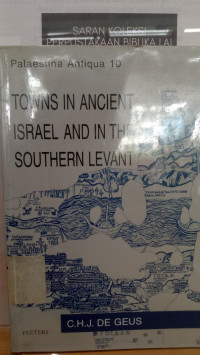 SARAN KOLEKSI
PERPUSTAKAAN BIBLIKA LAI
Palaestina Antiqua 10
TOWNS IN ANCIENT
ISRAEL AND IN THE
SOUTHERN LEVANT
C.H.J. DE GEUS
PEETERS